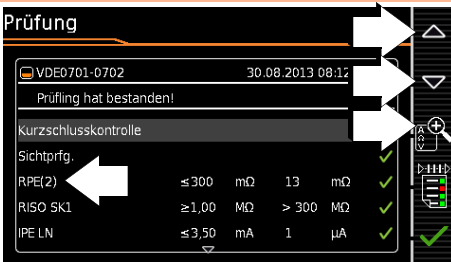 Prüfung
VDE0701-0702 30.08.2013 08:12
Prüfling hat bestanden!
Kurzschlusskontrolle
Sichtprfg.
RPE(2) ≤300 mΩ 13 mΩ
RISO SK1 ≥1,00 MΩ > 300 MΩ
IPE LN ≤3,50 mA 1 µA
A
V